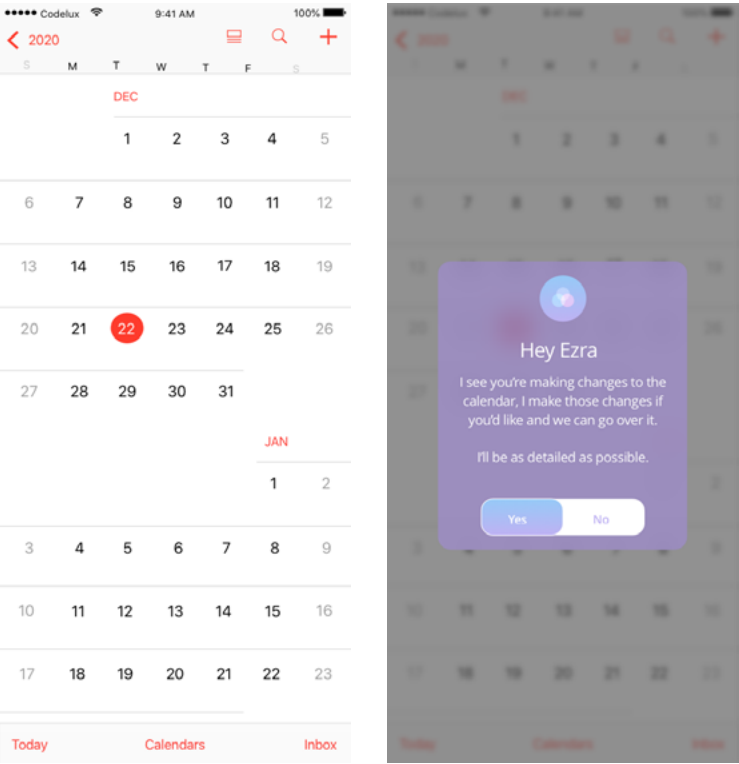 Codelux 9:41 AM 100%
2020
S M T W T F S
DEC
1 2 3 4 5
6 7 8 9 10 11 12
13 14 15 16 17 18 19
20 21 22 23 24 25 26
27 28 29 30 31
JAN
1 2
3 4 5 6 7 8 9
10 11 12 13 14 15 16
17 18 19 20 21 22 23
Today Calendars Inbox
Hey Ezra
I see you're making changes to the
calendar, I make those changes if
you'd like and we can go over it.
I'll be as detailed as possible.
Yes No